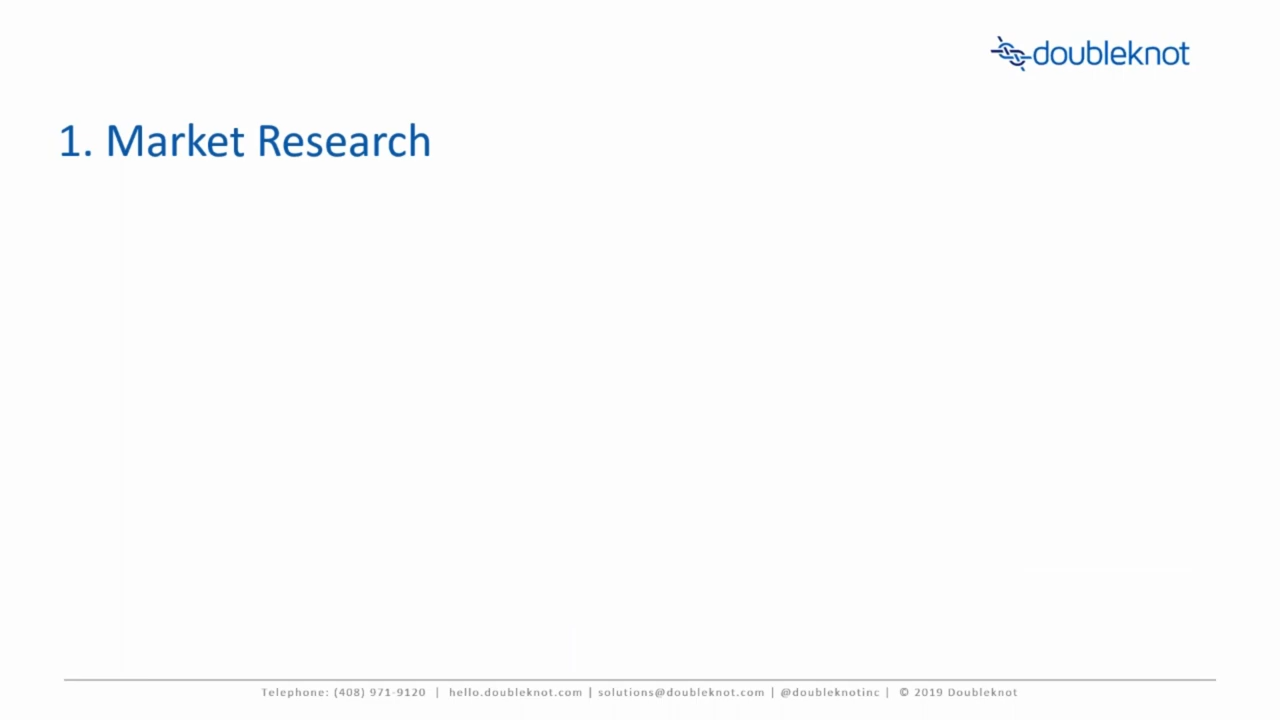 doubleknot
1. Market Research
Telephone: (408) 971-9120 | hello.doubleknot.com | solutions@doubleknot.com | @doubleknotinc | © 2019 Doubleknot